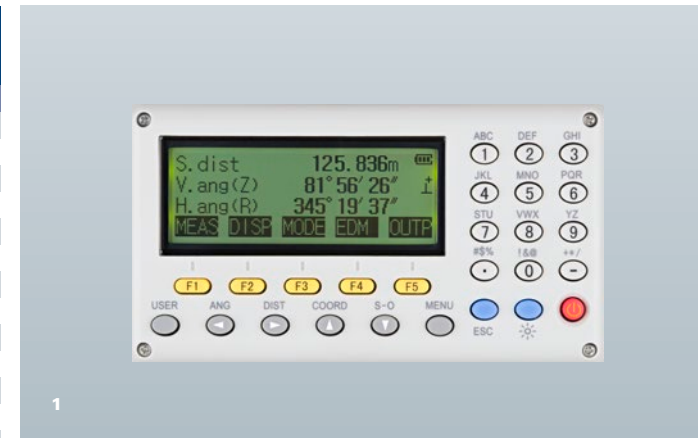 S.dist 125.836m
V.ang(Z) 81°56′26″
H.ang(R) 345°19′37″
MEAS DISP MODE EDM OUTP
F1 F2 F3 F4 F5
USER ANG DIST COORD S-O MENU
ABC DEF GHI
1 2 3
JKL MNO PQR
4 5 6
STU VWX YZ
7 8 9
#$% !&@ *+/
· 0 −
ESC
1